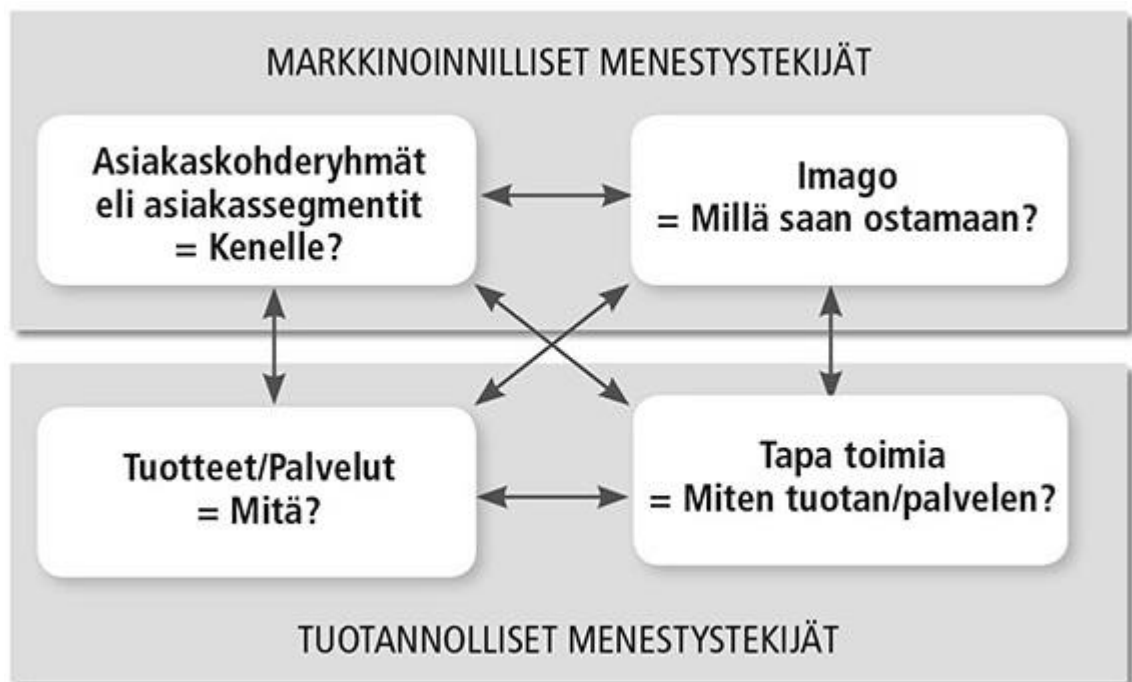 MARKKINOINNILLISET MENESTYSTEKIJÄT
Asiakaskohderyhmät
eli asiakassegmentit
= Kenelle?
Imago
= Millä saan ostamaan?
Tuotteet/Palvelut
= Mitä?
Tapa toimia
= Miten tuotan/palvelen?
TUOTANNOLLISET MENESTYSTEKIJÄT